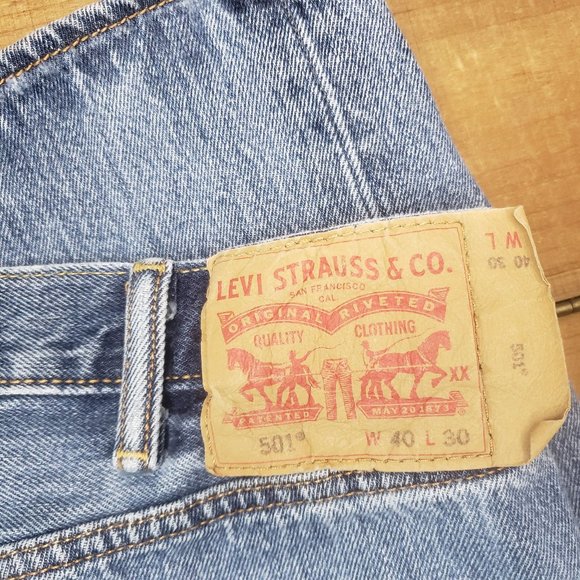 LEVI STRAUSS & CO.
SAN FRANCISCO
CAL.
ORIGINAL RIVETED
QUALITY CLOTHING
XX
PATENTED MAY 20 1873
501® W 40 L 30
W L
40 30
501®